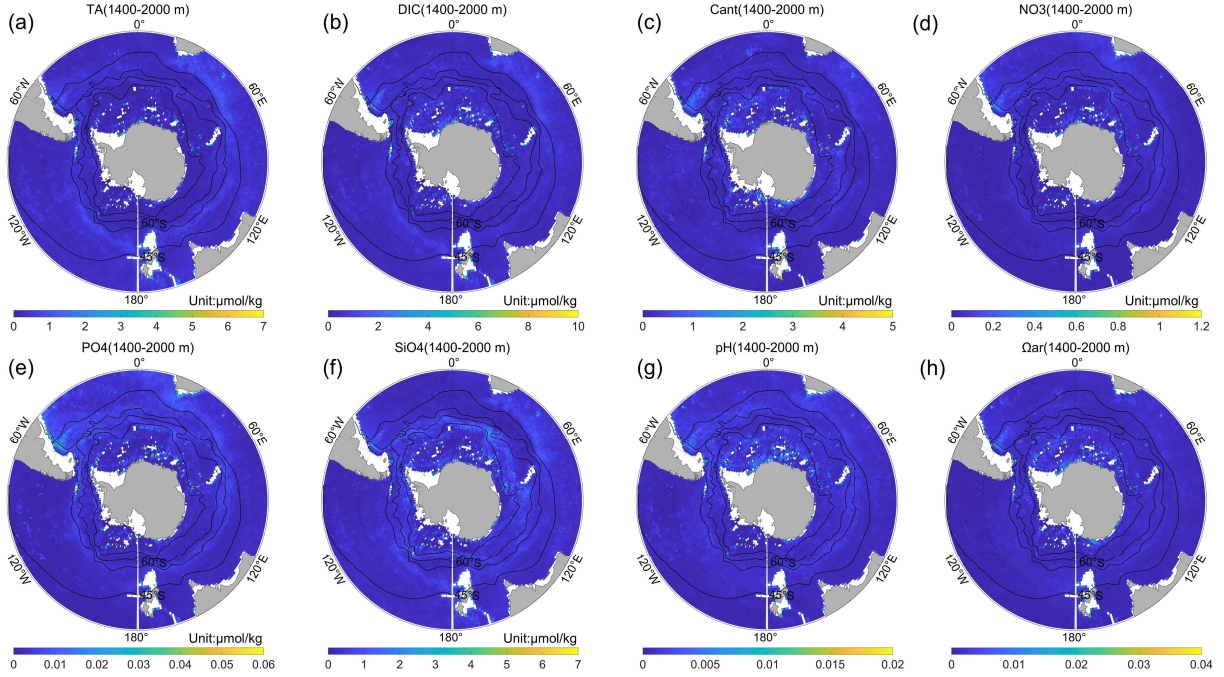 (a) TA(1400-2000 m)
0°
60°E
120°E
180°
120°W
60°W
60°S
45°S
Unit:μmol/kg
0 1 2 3 4 5 6 7
(b) DIC(1400-2000 m)
0°
60°E
120°E
180°
120°W
60°W
60°S
45°S
Unit:μmol/kg
0 2 4 6 8 10
(c) Cant(1400-2000 m)
0°
60°E
120°E
180°
120°W
60°W
60°S
45°S
Unit:μmol/kg
0 1 2 3 4 5
(d) NO3(1400-2000 m)
0°
60°E
120°E
180°
120°W
60°N
60°S
45°S
Unit:μmol/kg
0 0.2 0.4 0.6 0.8 1 1.2
(e) PO4(1400-2000 m)
0°
60°E
120°E
180°
120°W
60°W
60°S
45°S
Unit:μmol/kg
0 0.01 0.02 0.03 0.04 0.05 0.06
(f) SiO4(1400-2000 m)
0°
60°E
120°E
180°
120°W
60°W
60°S
45°S
Unit:μmol/kg
0 1 2 3 4 5 6 7
(g) pH(1400-2000 m)
0°
60°E
120°E
180°
120°W
60°W
60°S
45°S
0 0.005 0.01 0.015 0.02
(h) Ωar(1400-2000 m)
0°
60°E
120°E
180°
120°W
60°W
60°S
45°S
0 0.01 0.02 0.03 0.04